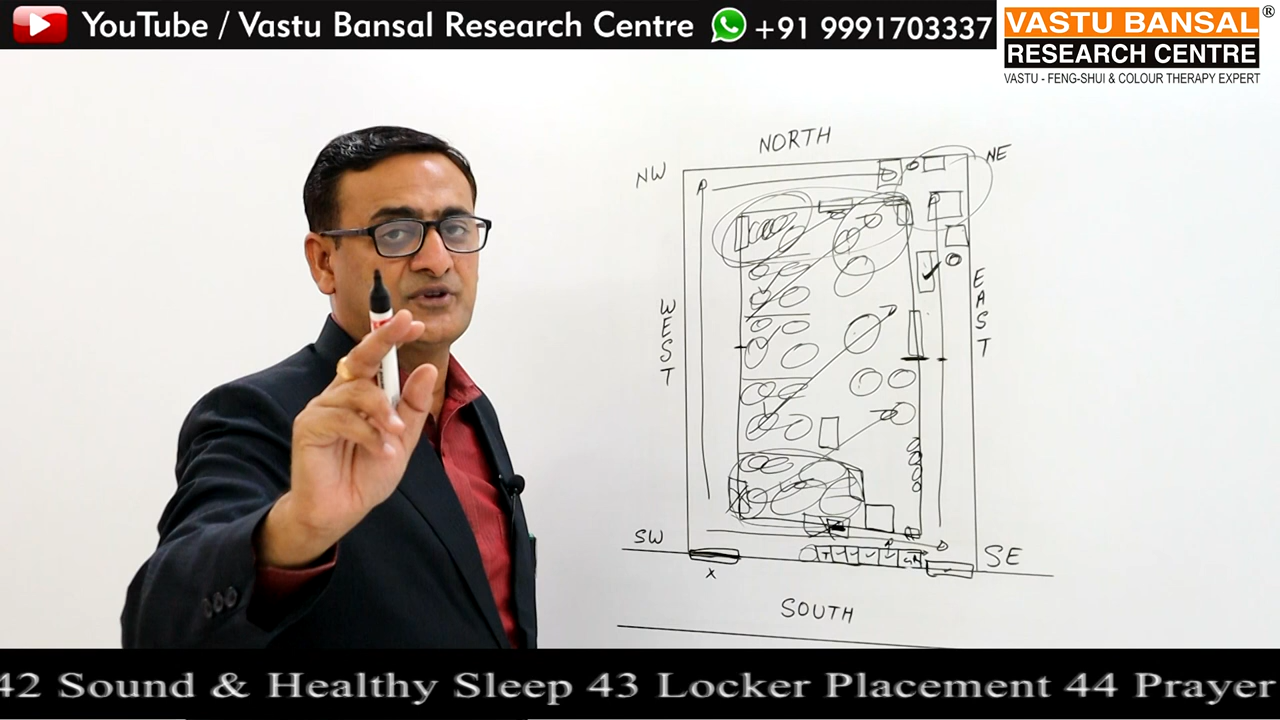 YouTube / Vastu Bansal Research Centre +91 9991703337
VASTU BANSAL®
RESEARCH CENTRE
VASTU - FENG-SHUI & COLOUR THERAPY EXPERT
NORTH
NW
NE
WEST
EAST
SW
SE
X
SOUTH
42 Sound & Healthy Sleep 43 Locker Placement 44 Prayer